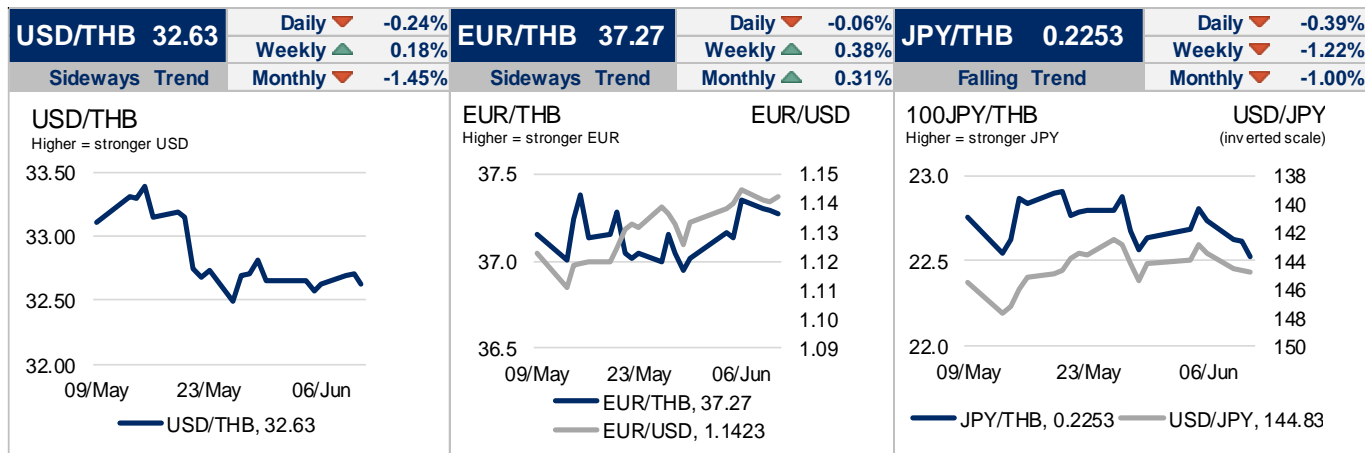 USD/THB 32.63
Daily -0.24%
Weekly 0.18%
Sideways Trend
Monthly -1.45%
USD/THB
Higher = stronger USD
33.50
33.00
32.50
32.00
09/May 23/May 06/Jun
USD/THB, 32.63
EUR/THB 37.27
Daily -0.06%
Weekly 0.38%
Sideways Trend
Monthly 0.31%
EUR/THB EUR/USD
Higher = stronger EUR
37.5
37.0
36.5
1.15
1.14
1.13
1.12
1.11
1.10
1.09
09/May 23/May 06/Jun
EUR/THB, 37.27
EUR/USD, 1.1423
JPY/THB 0.2253
Daily -0.39%
Weekly -1.22%
Falling Trend
Monthly -1.00%
100JPY/THB USD/JPY
Higher = stronger JPY (inverted scale)
23.0
22.5
22.0
138
140
142
144
146
148
150
09/May 23/May 06/Jun
JPY/THB, 0.2253 USD/JPY, 144.83